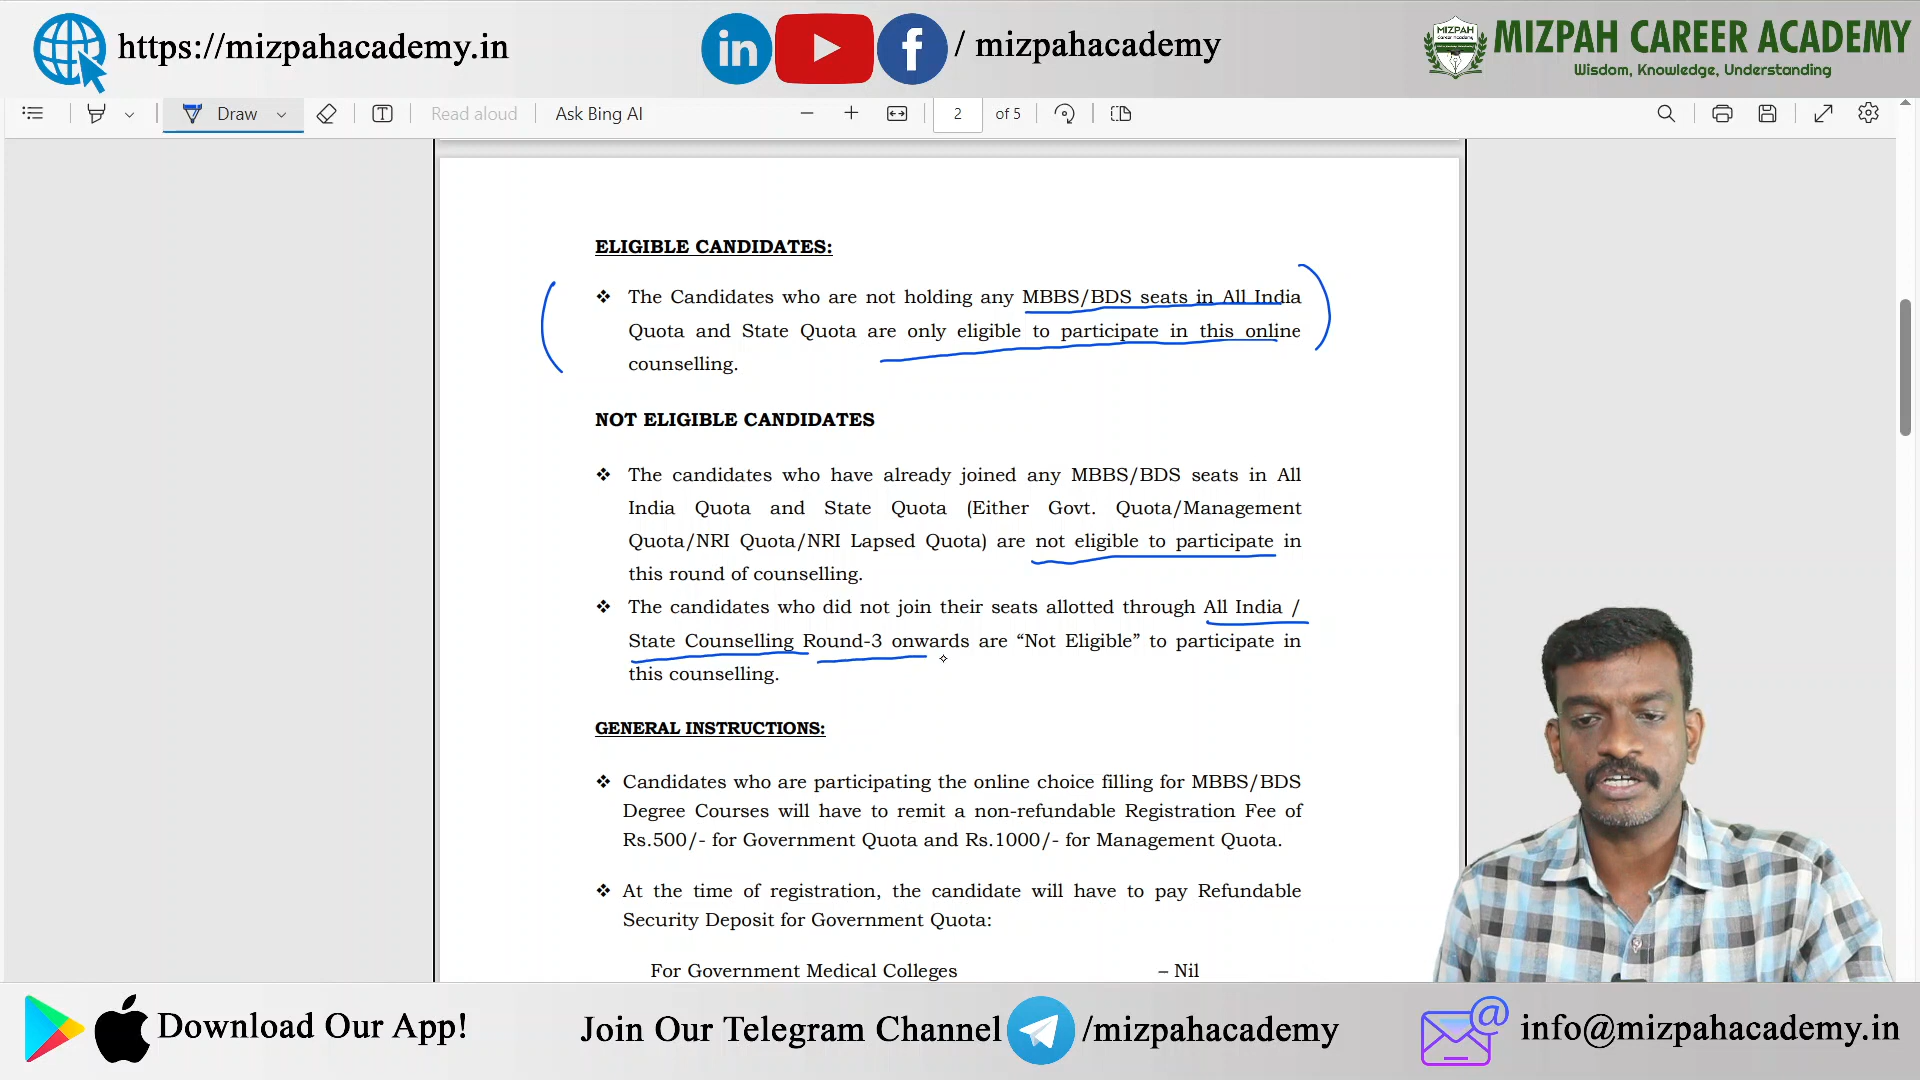 https://mizpahacademy.in
/ mizpahacademy
MIZPAH
Career Academy
MIZPAH CAREER ACADEMY
Wisdom, Knowledge, Understanding
Draw
Read aloud
Ask Bing AI
2 of 5
ELIGIBLE CANDIDATES:
❖ The Candidates who are not holding any MBBS/BDS seats in All India
Quota and State Quota are only eligible to participate in this online
counselling.
NOT ELIGIBLE CANDIDATES
❖ The candidates who have already joined any MBBS/BDS seats in All
India Quota and State Quota (Either Govt. Quota/Management
Quota/NRI Quota/NRI Lapsed Quota) are not eligible to participate in
this round of counselling.
❖ The candidates who did not join their seats allotted through All India /
State Counselling Round-3 onwards are “Not Eligible” to participate in
this counselling.
GENERAL INSTRUCTIONS:
❖ Candidates who are participating the online choice filling for MBBS/BDS
Degree Courses will have to remit a non-refundable Registration Fee of
Rs.500/- for Government Quota and Rs.1000/- for Management Quota.
❖ At the time of registration, the candidate will have to pay Refundable
Security Deposit for Government Quota:
For Government Medical Colleges – Nil
Download Our App!
Join Our Telegram Channel /mizpahacademy
info@mizpahacademy.in